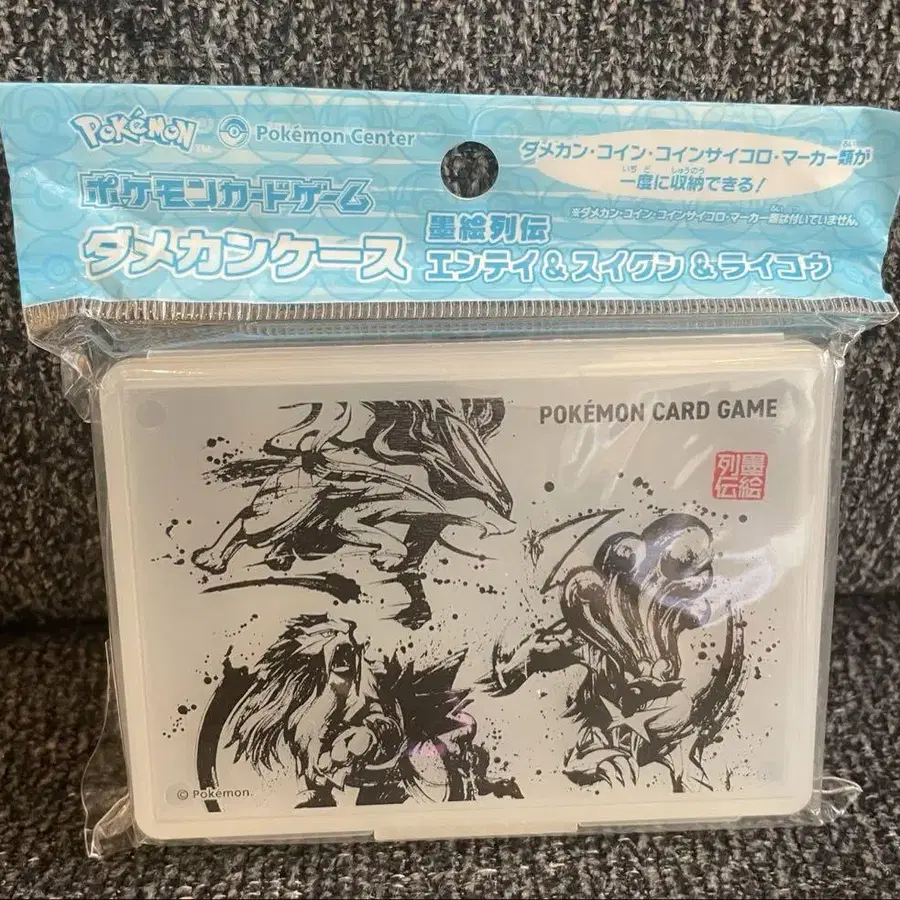 Pokémon™ Pokémon Center
ポケモンカードゲーム
ダメカンケース
墨絵列伝
エンテイ&スイクン&ライコウ
ダメカン・コイン・コインサイコロ・マーカー類が
一度に収納できる!
※ダメカン・コイン・コインサイコロ・マーカー類は付いていません。
POKÉMON CARD GAME
墨絵
列伝
© Pokémon.